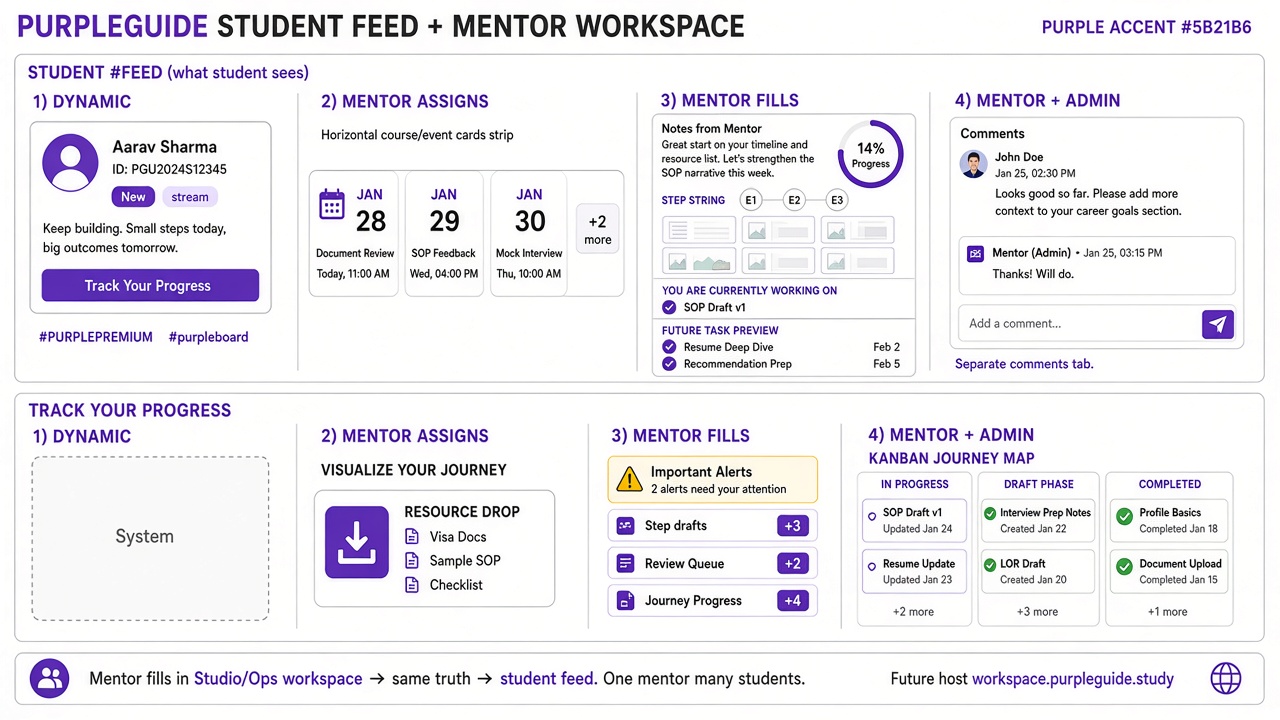 PURPLEGUIDE STUDENT FEED + MENTOR WORKSPACE
PURPLE ACCENT #5B21B6
STUDENT #FEED (what student sees)
1) DYNAMIC
Aarav Sharma
ID: PGU2024S12345
New
stream
Keep building. Small steps today,
big outcomes tomorrow.
Track Your Progress
#PURPLEPREMIUM #purpleboard
2) MENTOR ASSIGNS
Horizontal course/event cards strip
JAN
28
Document Review
Today, 11:00 AM
JAN
29
SOP Feedback
Wed, 04:00 PM
JAN
30
Mock Interview
Thu, 10:00 AM
+2
more
3) MENTOR FILLS
Notes from Mentor
Great start on your timeline and
resource list. Let's strengthen the
SOP narrative this week.
14%
Progress
STEP STRING
E1
E2
E3
YOU ARE CURRENTLY WORKING ON
SOP Draft v1
FUTURE TASK PREVIEW
Resume Deep Dive Feb 2
Recommendation Prep Feb 5
4) MENTOR + ADMIN
Comments
John Doe
Jan 25, 02:30 PM
Looks good so far. Please add more
context to your career goals section.
Mentor (Admin) • Jan 25, 03:15 PM
Thanks! Will do.
Add a comment...
Separate comments tab.
TRACK YOUR PROGRESS
1) DYNAMIC
System
2) MENTOR ASSIGNS
VISUALIZE YOUR JOURNEY
RESOURCE DROP
Visa Docs
Sample SOP
Checklist
3) MENTOR FILLS
Important Alerts
2 alerts need your attention
Step drafts +3
Review Queue +2
Journey Progress +4
4) MENTOR + ADMIN
KANBAN JOURNEY MAP
IN PROGRESS
SOP Draft v1
Updated Jan 24
Resume Update
Updated Jan 23
+2 more
DRAFT PHASE
Interview Prep Notes
Created Jan 22
LOR Draft
Created Jan 20
+3 more
COMPLETED
Profile Basics
Completed Jan 18
Document Upload
Completed Jan 15
+1 more
Mentor fills in Studio/Ops workspace → same truth → student feed. One mentor many students.
Future host workspace.purpleguide.study